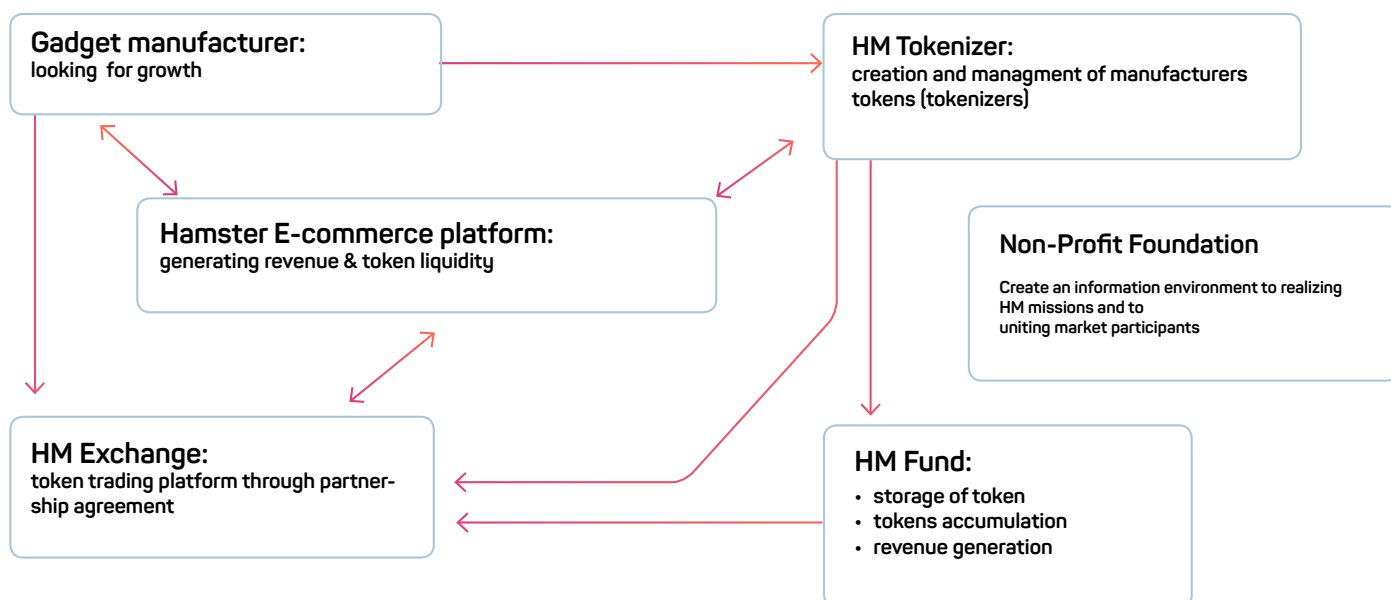 Gadget manufacturer:
looking for growth
HM Tokenizer:
creation and managment of manufacturers
tokens (tokenizers)
Hamster E-commerce platform:
generating revenue & token liquidity
Non-Profit Foundation
Create an information environment to realizing
HM missions and to
uniting market participants
HM Exchange:
token trading platform through partner-
ship agreement
HM Fund:
• storage of token
• tokens accumulation
• revenue generation